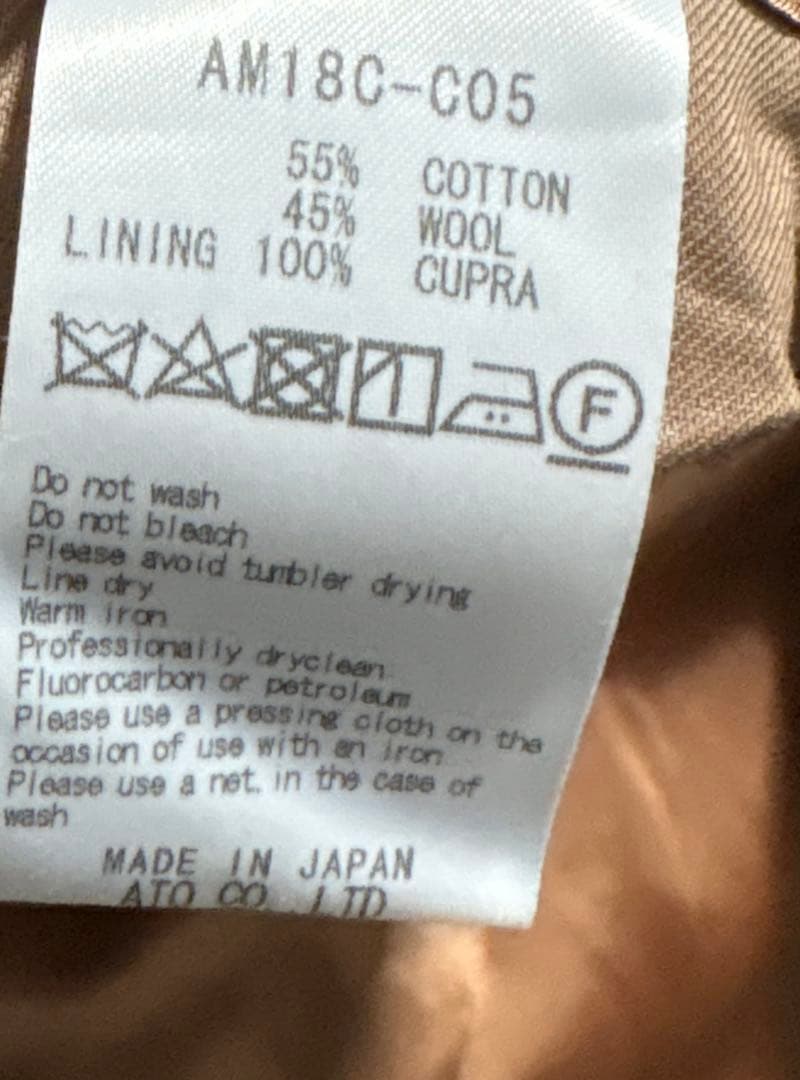 AM18C-C05
55% COTTON
45% WOOL
LINING 100% CUPRA
F
Do not wash
Do not bleach
Please avoid tumbler drying
Line dry
Warm iron
Professionally dryclean
Fluorocarbon or petroleum
Please use a pressing cloth on the
occasion of use with an iron
Please use a net. in the case of
wash
MADE IN JAPAN
ATO CO. LTD